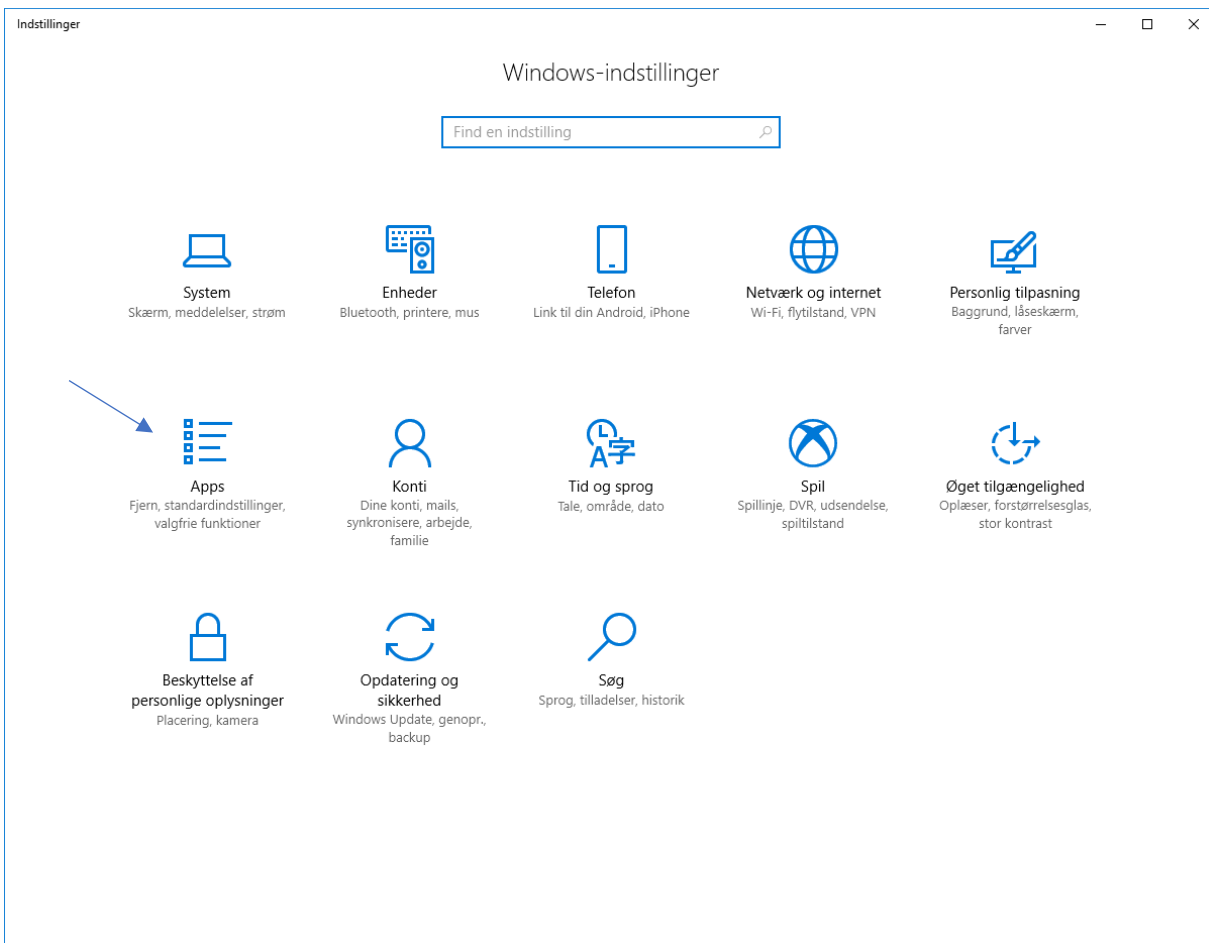 Indstillinger
Windows-indstillinger
Find en indstilling
System
Skærm, meddelelser, strøm
Enheder
Bluetooth, printere, mus
Telefon
Link til din Android, iPhone
Netværk og internet
Wi-Fi, flytilstand, VPN
Personlig tilpasning
Baggrund, låseskærm,
farver
Apps
Fjern, standardindstillinger,
valgfrie funktioner
Konti
Dine konti, mails,
synkronisere, arbejde,
familie
A字
Tid og sprog
Tale, område, dato
Spil
Spillinje, DVR, udsendelse,
spiltilstand
Øget tilgængelighed
Oplæser, forstørrelsesglas,
stor kontrast
Beskyttelse af
personlige oplysninger
Placering, kamera
Opdatering og
sikkerhed
Windows Update, genopr.,
backup
Søg
Sprog, tilladelser, historik